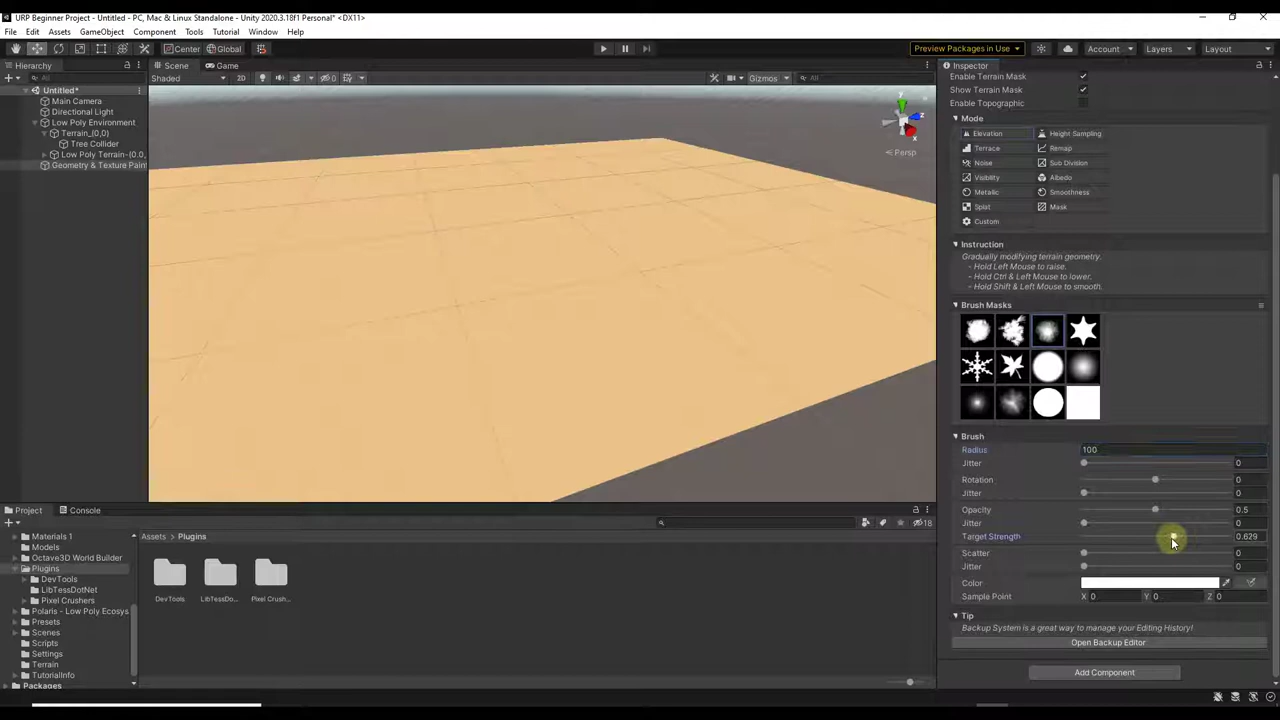 URP Beginner Project - Untitled - PC, Mac & Linux Standalone - Unity 2020.3.18f1 Personal* <DX11>
File Edit Assets GameObject Component Tools Tutorial Window Help
Center Global
Preview Packages in Use
Account
Layers
Layout
Hierarchy
All
Untitled*
Main Camera
Directional Light
Low Poly Environment
Terrain_(0,0)
Tree Collider
Low Poly Terrain-(0.0,
Geometry & Texture Pain
Scene Game
Shaded 2D 0 Gizmos All
y
z
x
Persp
Inspector
Enable Terrain Mask
Show Terrain Mask
Enable Topographic
Mode
Elevation Height Sampling
Terrace Remap
Noise Sub Division
Visibility Albedo
Metallic Smoothness
Splat Mask
Custom
Instruction
Gradually modifying terrain geometry.
- Hold Left Mouse to raise.
- Hold Ctrl & Left Mouse to lower.
- Hold Shift & Left Mouse to smooth.
Brush Masks
Brush
Radius 100
Jitter 0
Rotation 0
Jitter 0
Opacity 0.5
Jitter 0
Target Strength 0.629
Scatter 0
Jitter 0
Color
Sample Point X 0 Y 0 Z 0
Tip
Backup System is a great way to manage your Editing History!
Open Backup Editor
Add Component
Project Console
18
Materials 1
Models
Octave3D World Builder
Plugins
DevTools
LibTessDotNet
Pixel Crushers
Polaris - Low Poly Ecosys
Presets
Scenes
Scripts
Settings
Terrain
TutorialInfo
Packages
Assets > Plugins
DevTools LibTessDo... Pixel Crush...